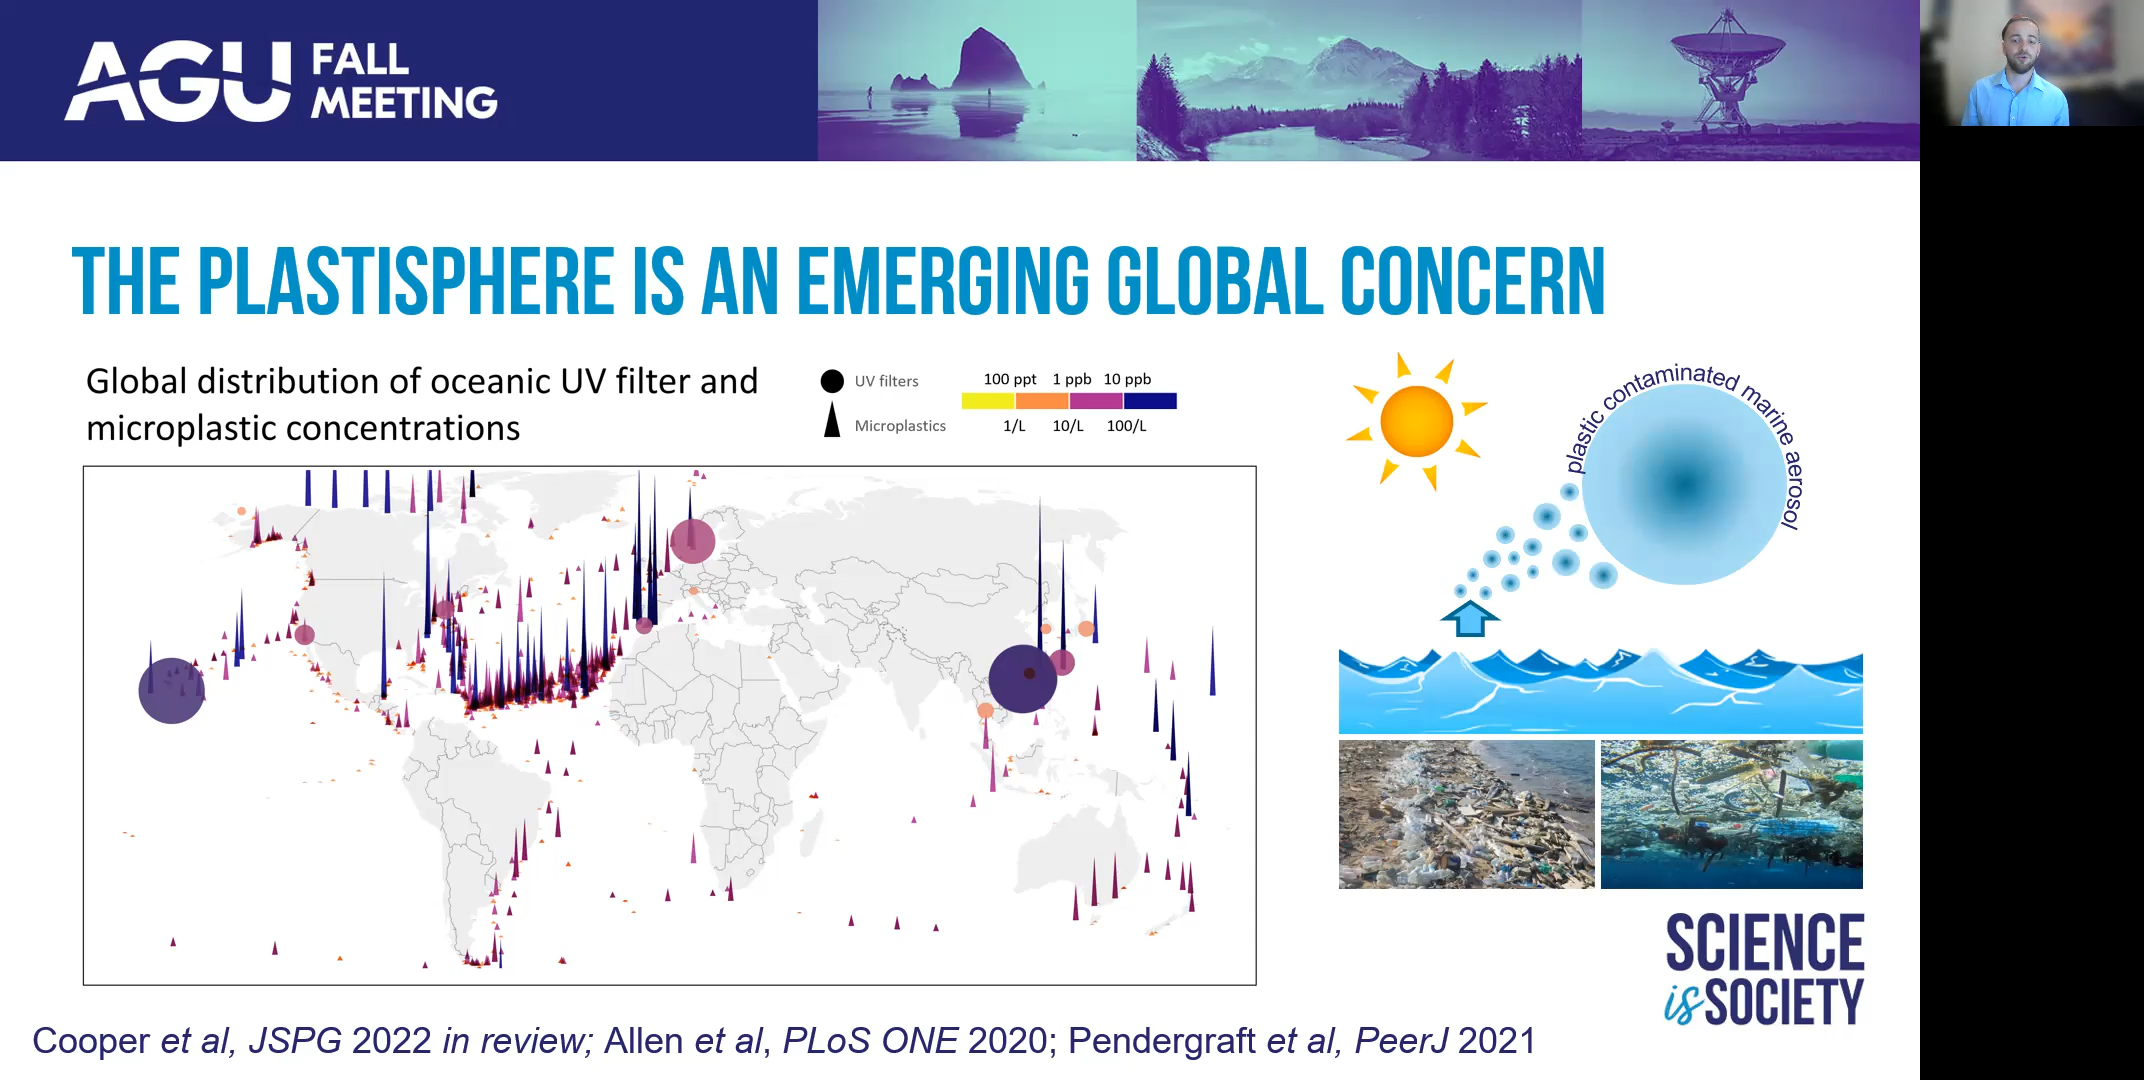 AGU FALL
MEETING
THE PLASTISPHERE IS AN EMERGING GLOBAL CONCERN
Global distribution of oceanic UV filter and
microplastic concentrations
UV filters
Microplastics
100 ppt 1 ppb 10 ppb
1/L 10/L 100/L
plastic contaminated marine aerosol
SCIENCE
is SOCIETY
Cooper et al, JSPG 2022 in review; Allen et al, PLoS ONE 2020; Pendergraft et al, PeerJ 2021